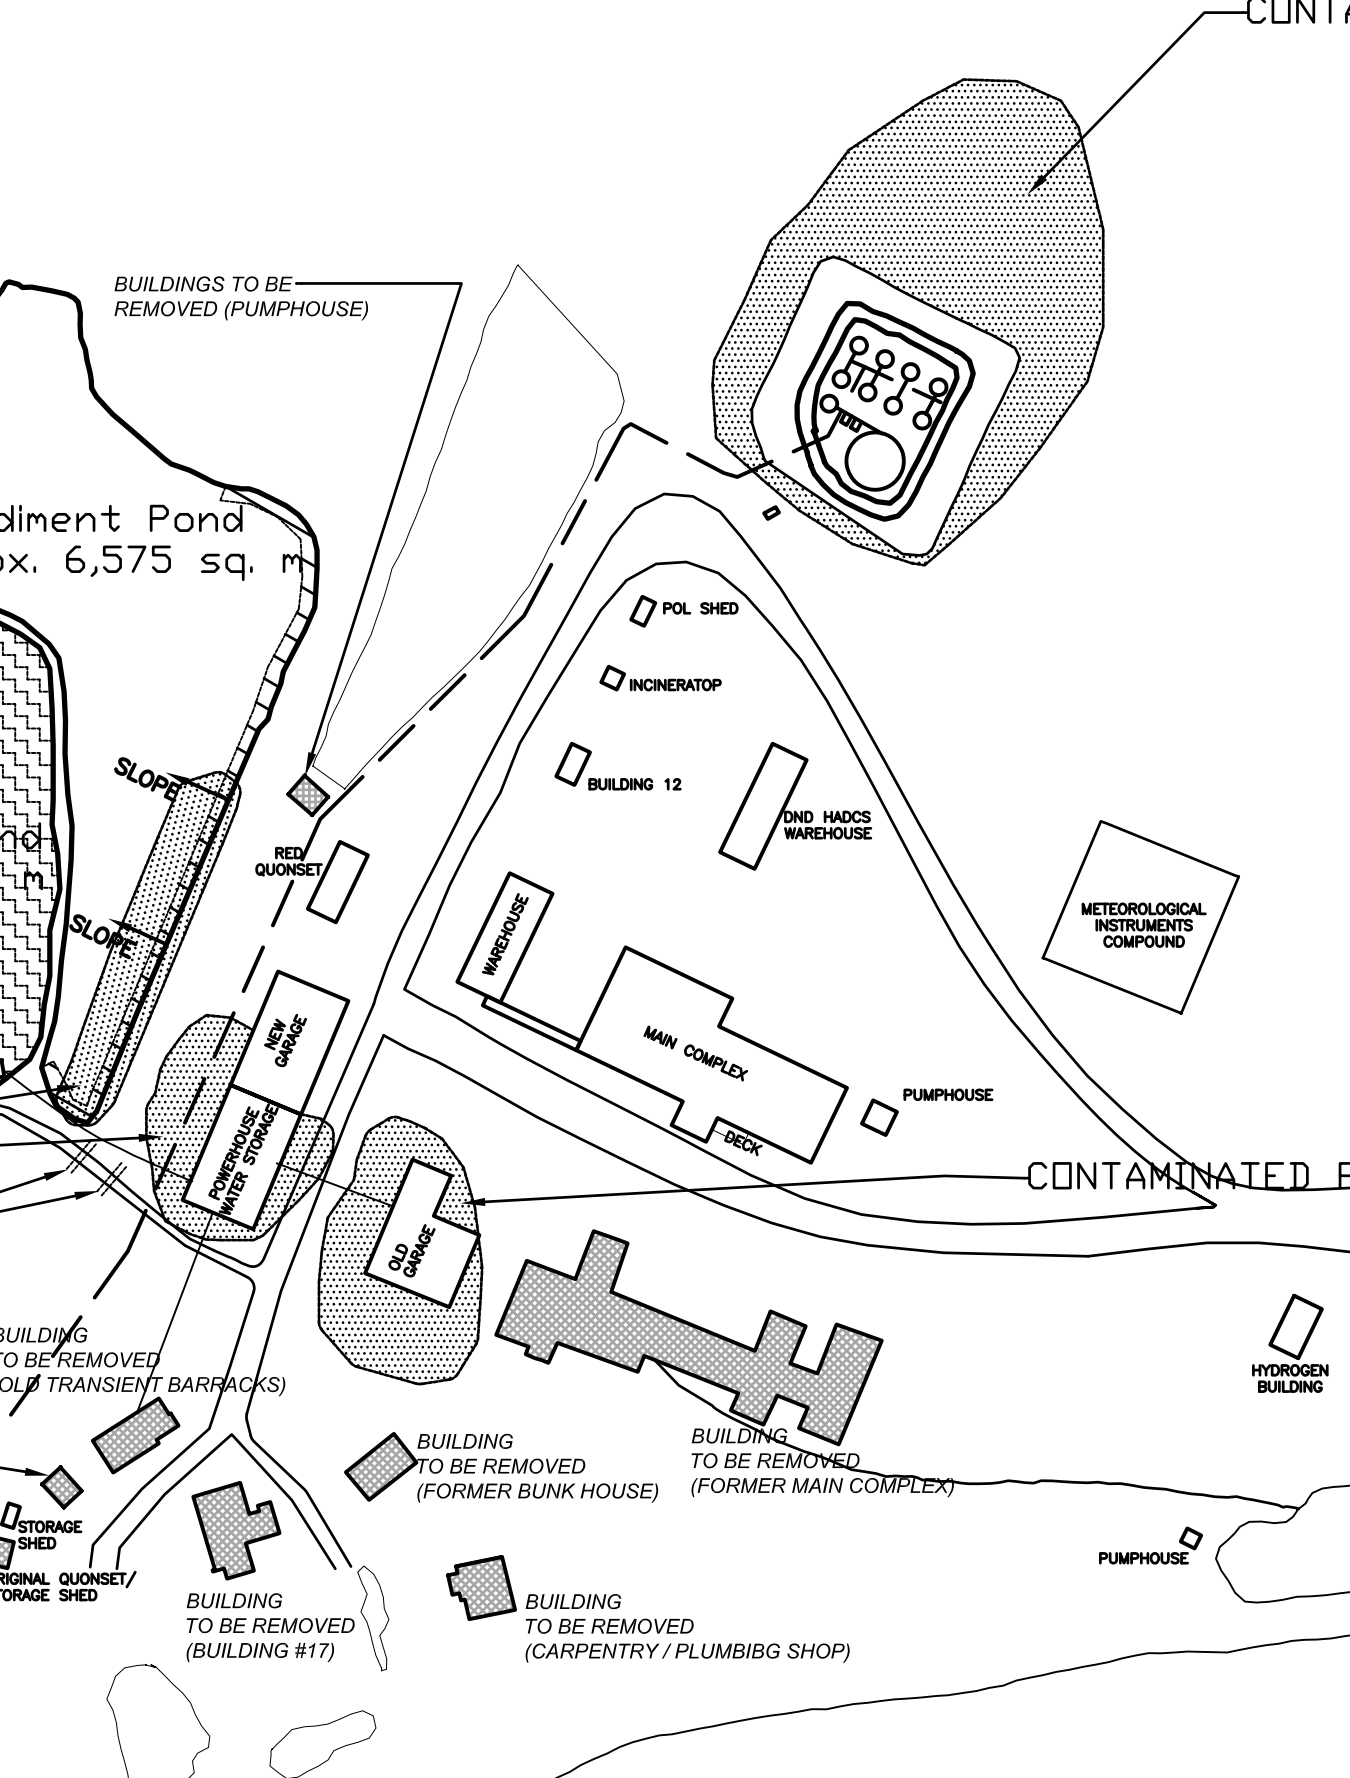 BUILDINGS TO BE
REMOVED (PUMPHOUSE)
Pond
6,575 sq. m
POL SHED
INCINERATOP
BUILDING 12
DND HADCS
WAREHOUSE
SLOPE
RED
QUONSET
SLOPE
WAREHOUSE
METEOROLOGICAL
INSTRUMENTS
COMPOUND
NEW
GARAGE
MAIN COMPLEX
PUMPHOUSE
DECK
POWERHOUSE
WATER STORAGE
CONTAMINATED
OLD
GARAGE
BUILDING
TO BE REMOVED
OLD TRANSIENT BARRACKS)
HYDROGEN
BUILDING
BUILDING
TO BE REMOVED
(FORMER BUNK HOUSE)
BUILDING
TO BE REMOVED
(FORMER MAIN COMPLEX)
STORAGE
SHED
RIGINAL QUONSET/
TORAGE SHED
PUMPHOUSE
BUILDING
TO BE REMOVED
(BUILDING #17)
BUILDING
TO BE REMOVED
(CARPENTRY / PLUMBIBG SHOP)